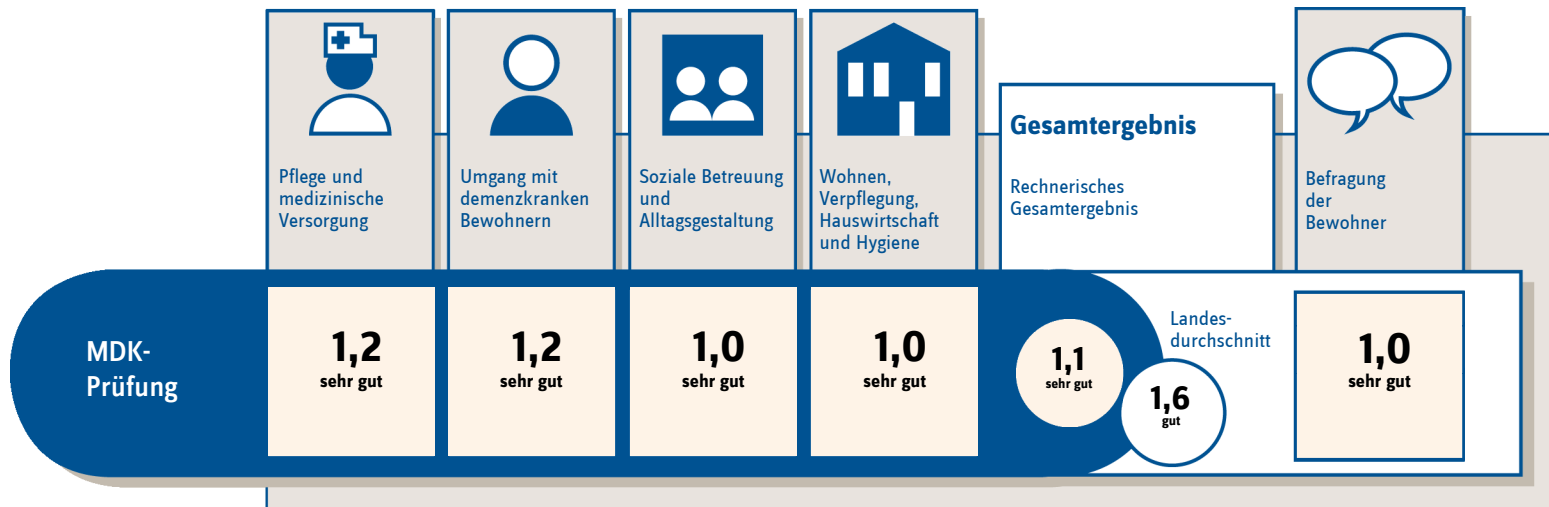 Pflege und
medizinische
Versorgung
Umgang mit
demenzkranken
Bewohnern
Soziale Betreuung
und
Alltagsgestaltung
Wohnen,
Verpflegung,
Hauswirtschaft
und Hygiene
Gesamtergebnis
Rechnerisches
Gesamtergebnis
Befragung
der
Bewohner
MDK-
Prüfung
1,2
sehr gut
1,2
sehr gut
1,0
sehr gut
1,0
sehr gut
1,1
sehr gut
Landes-
durchschnitt
1,6
gut
1,0
sehr gut